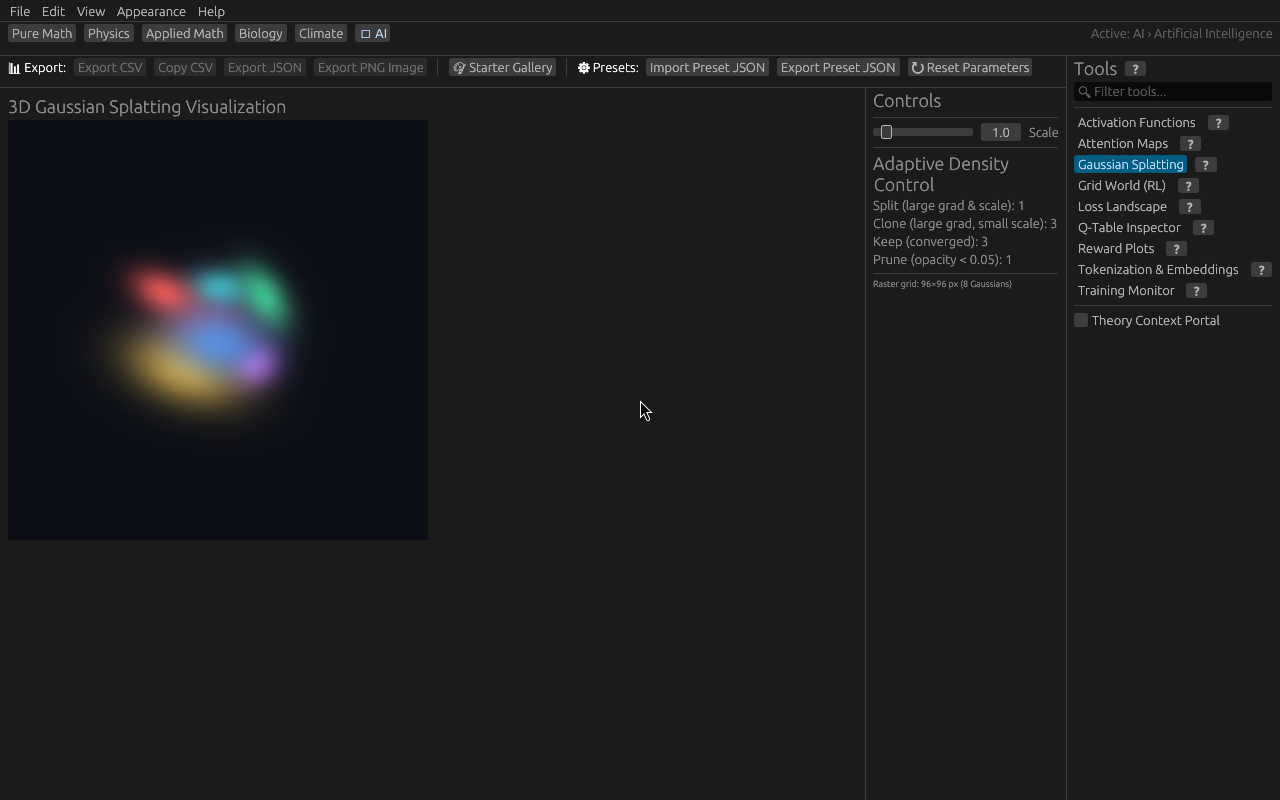 File Edit View Appearance Help
Pure Math Physics Applied Math Biology Climate AI Active: AI › Artificial Intelligence
Export: Export CSV Copy CSV Export JSON Export PNG Image Starter Gallery Presets: Import Preset JSON Export Preset JSON Reset Parameters
3D Gaussian Splatting Visualization
Controls
1.0 Scale
Adaptive Density
Control
Split (large grad & scale): 1
Clone (large grad, small scale): 3
Keep (converged): 3
Prune (opacity < 0.05): 1
Raster grid: 96×96 px (8 Gaussians)
Tools ?
Filter tools...
Activation Functions ?
Attention Maps ?
Gaussian Splatting ?
Grid World (RL) ?
Loss Landscape ?
Q-Table Inspector ?
Reward Plots ?
Tokenization & Embeddings ?
Training Monitor ?
Theory Context Portal